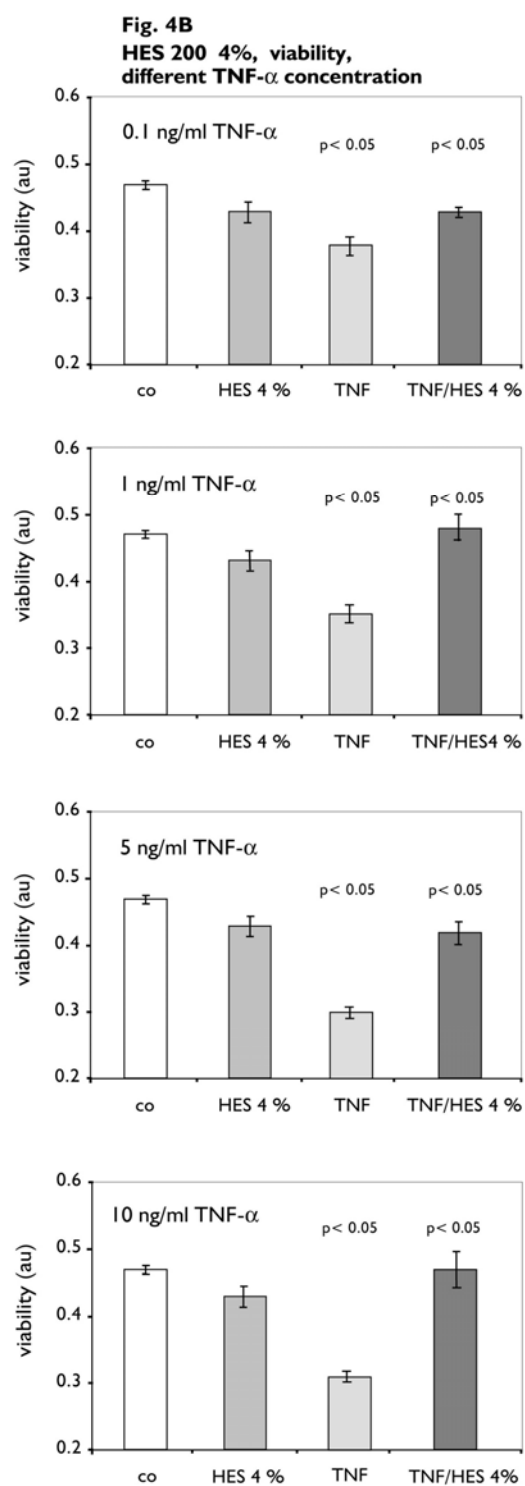 Fig. 4B
HES 200 4%, viability,
different TNF-α concentration
0.6
0.5
0.4
0.3
0.2
viability (au)
0.1 ng/ml TNF-α
p< 0.05 p< 0.05
co HES 4 % TNF TNF/HES 4 %
0.6
0.5
0.4
0.3
0.2
viability (au)
1 ng/ml TNF-α
p< 0.05 p< 0.05
co HES 4 % TNF TNF/HES4 %
0.6
0.5
0.4
0.3
0.2
viability (au)
5 ng/ml TNF-α
p< 0.05 p< 0.05
co HES 4 % TNF TNF/HES 4 %
0.6
0.5
0.4
0.3
0.2
viability (au)
10 ng/ml TNF-α
p< 0.05 p< 0.05
co HES 4 % TNF TNF/HES 4%